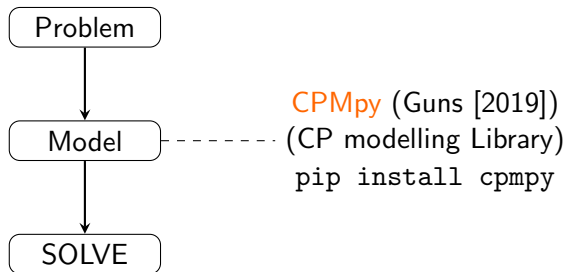 Problem
CPMpy (Guns [2019])
Model
(CP modelling Library)
pip install cpmpy
SOLVE